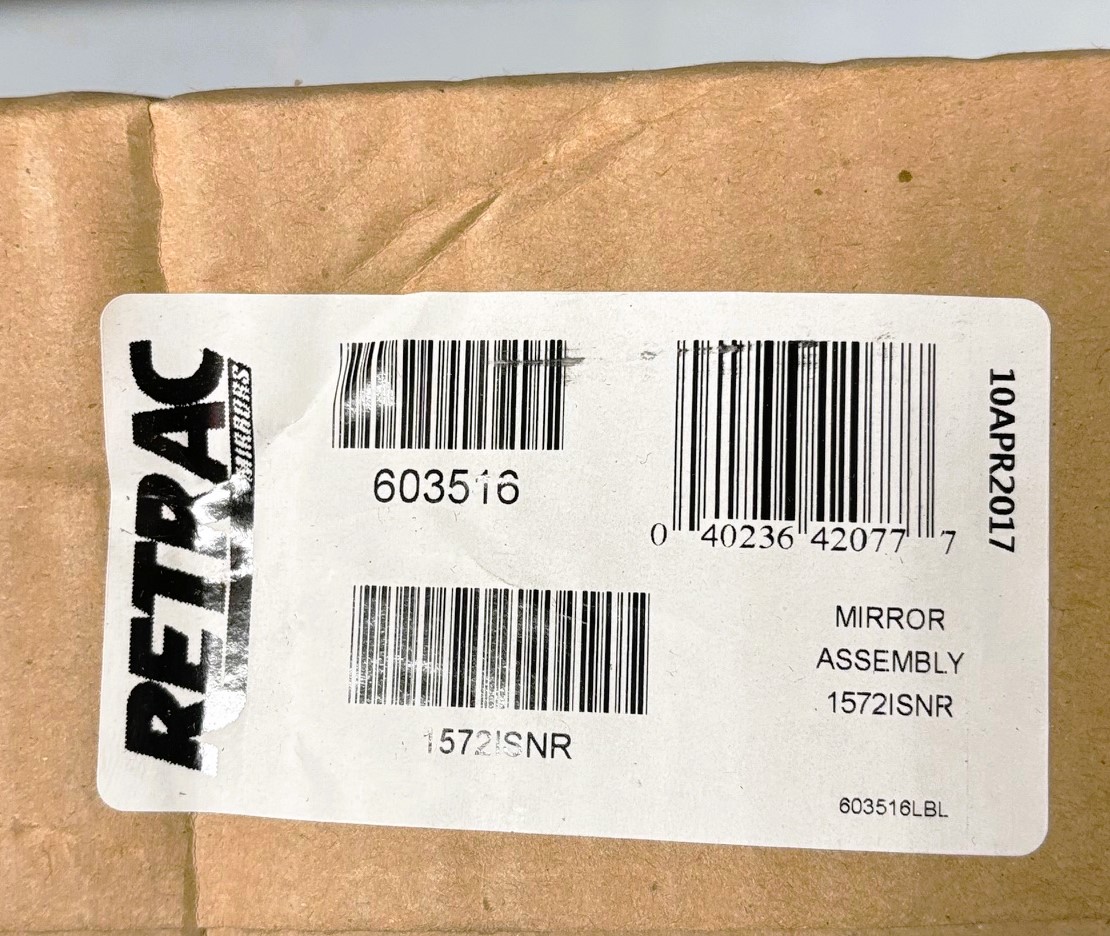 RETRAC
MIRRORS
603516
0 40236 42077 7
10APR2017
1572ISNR
MIRROR
ASSEMBLY
1572ISNR
603516LBL